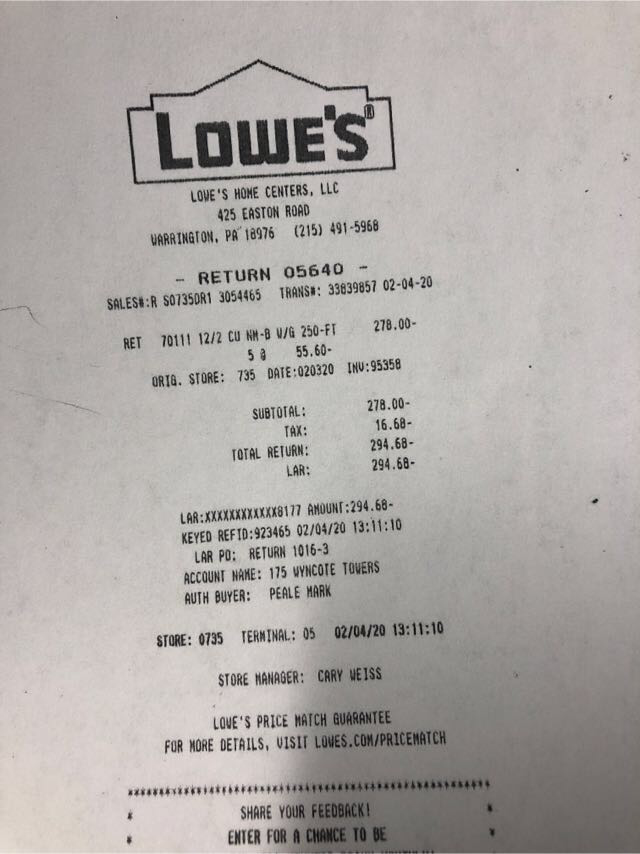 LOWE'S®
LOWE'S HOME CENTERS, LLC
425 EASTON ROAD
WARRINGTON, PA 18976 (215) 491-5968
- RETURN 05640 -
SALES#:R S0735OR1 3054465 TRANS#: 33839857 02-04-20
RET 70111 12/2 CU NM-B W/G 250-FT 278.00-
5 @ 55.60-
ORIG. STORE: 735 DATE:020320 INV:95358
SUBTOTAL: 278.00-
TAX: 16.68-
TOTAL RETURN: 294.68-
LAR: 294.68-
LAR:XXXXXXXXXXXX8177 AMOUNT:294.68-
KEYED REFID:923465 02/04/20 13:11:10
LAR PO: RETURN 1016-3
ACCOUNT NAME: 175 WYNCOTE TOWERS
AUTH BUYER: PEALE MARK
STORE: 0735 TERMINAL: 05 02/04/20 13:11:10
STORE MANAGER: CARY WEISS
LOWE'S PRICE MATCH GUARANTEE
FOR MORE DETAILS, VISIT LOWES.COM/PRICEMATCH
* SHARE YOUR FEEDBACK! *
* ENTER FOR A CHANCE TO BE *